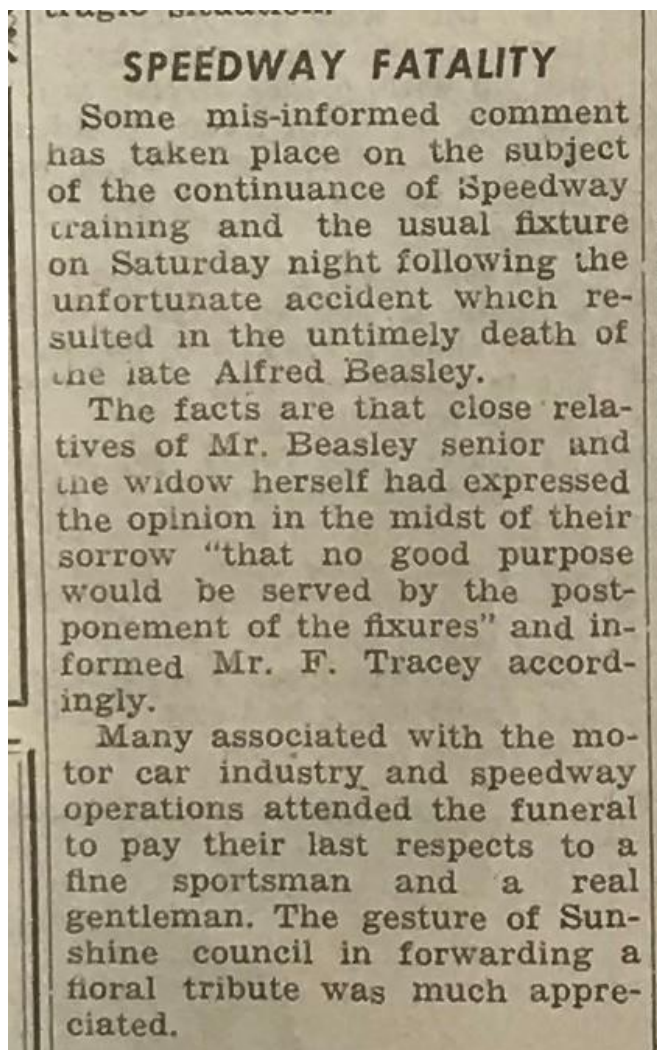 SPEEDWAY FATALITY
Some mis-informed comment
has taken place on the subject
of the continuance of Speedway
training and the usual fixture
on Saturday night following the
unfortunate accident which re-
sulted in the untimely death of
the late Alfred Beasley.
The facts are that close rela-
tives of Mr. Beasley senior and
the widow herself had expressed
the opinion in the midst of their
sorrow "that no good purpose
would be served by the post-
ponement of the fixures" and in-
formed Mr. F. Tracey accord-
ingly.
Many associated with the mo-
tor car industry and speedway
operations attended the funeral
to pay their last respects to a
fine sportsman and a real
gentleman. The gesture of Sun-
shine council in forwarding a
floral tribute was much appre-
ciated.